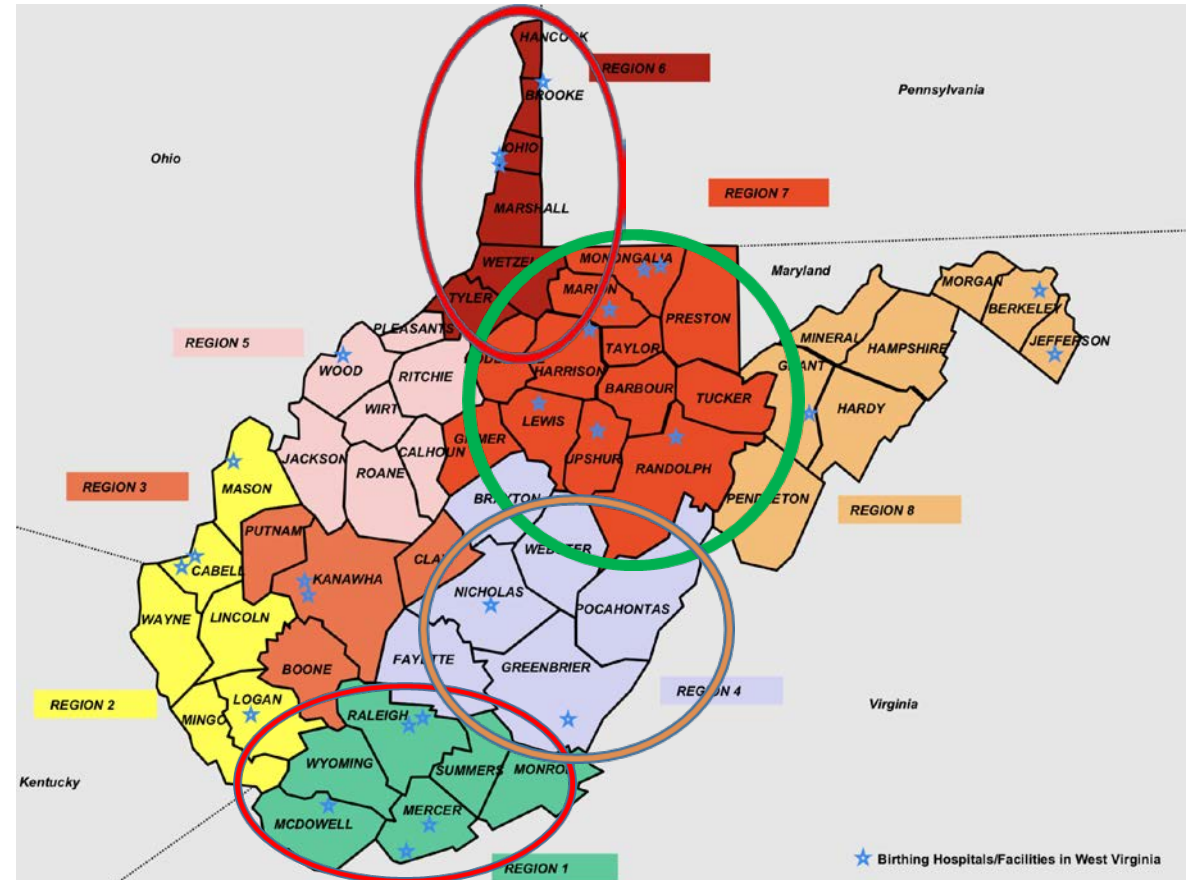 HANCOCK
REGION 6
BROOKE
Pennsylvania
Ohio
OHIO
REGION 7
MARSHALL
WETZEL
MONONGALIA
Maryland
MORGAN
MARION
TYLER
BERKELEY
PRESTON
PLEASANTS
MINERAL
HAMPSHIRE
JEFFERSON
REGION 5
WOOD
TAYLOR
RITCHIE
HARRISON
GRANT
BARBOUR
TUCKER
WIRT
HARDY
LEWIS
GILMER
CALHOUN
JACKSON
UPSHUR
ROANE
RANDOLPH
REGION 3
MASON
BRAXTON
PENDLETON
REGION 8
PUTNAM
WEBSTER
CLAY
CABELL
KANAWHA
NICHOLAS
POCAHONTAS
WAYNE
LINCOLN
FAYETTE
GREENBRIER
BOONE
REGION 4
LOGAN
REGION 2
Virginia
MINGO
RALEIGH
WYOMING
SUMMERS
MONROE
Kentucky
MERCER
MCDOWELL
REGION 1
Birthing Hospitals/Facilities in West Virginia